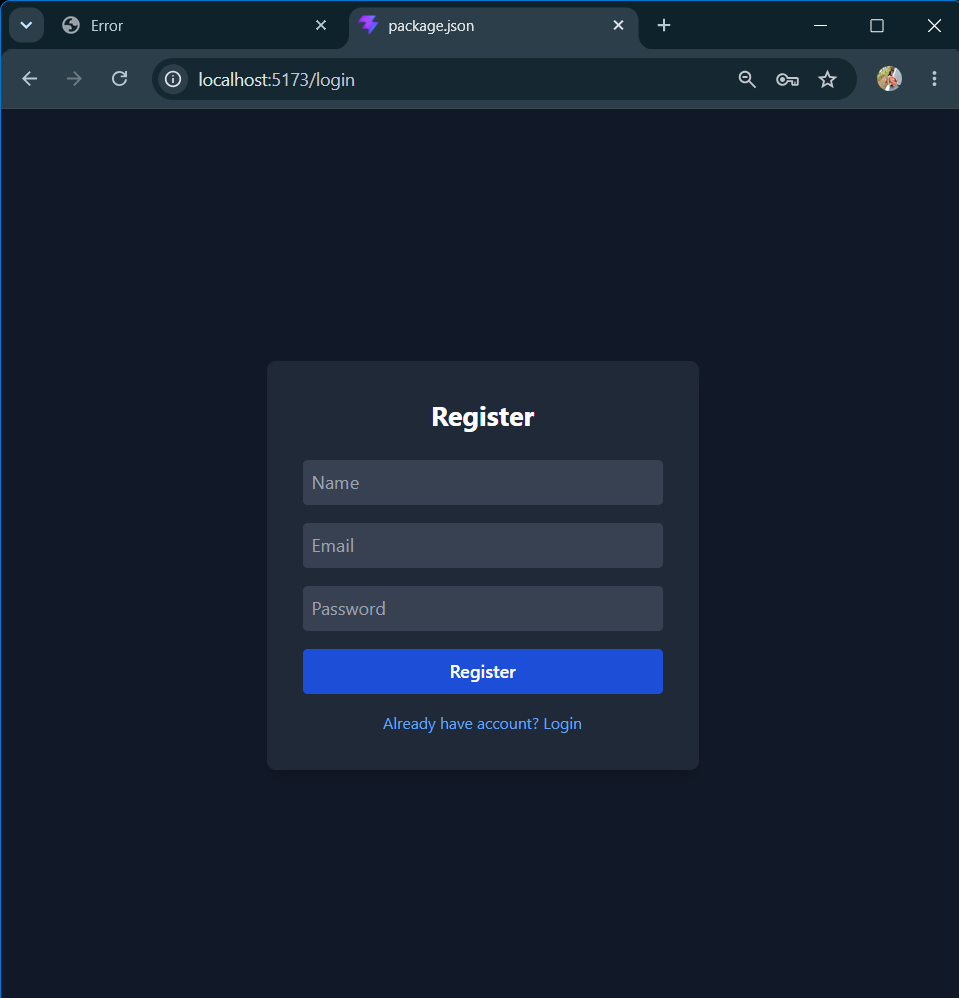 Error
package.json
localhost:5173/login
Register
Name
Email
Password
Register
Already have account? Login